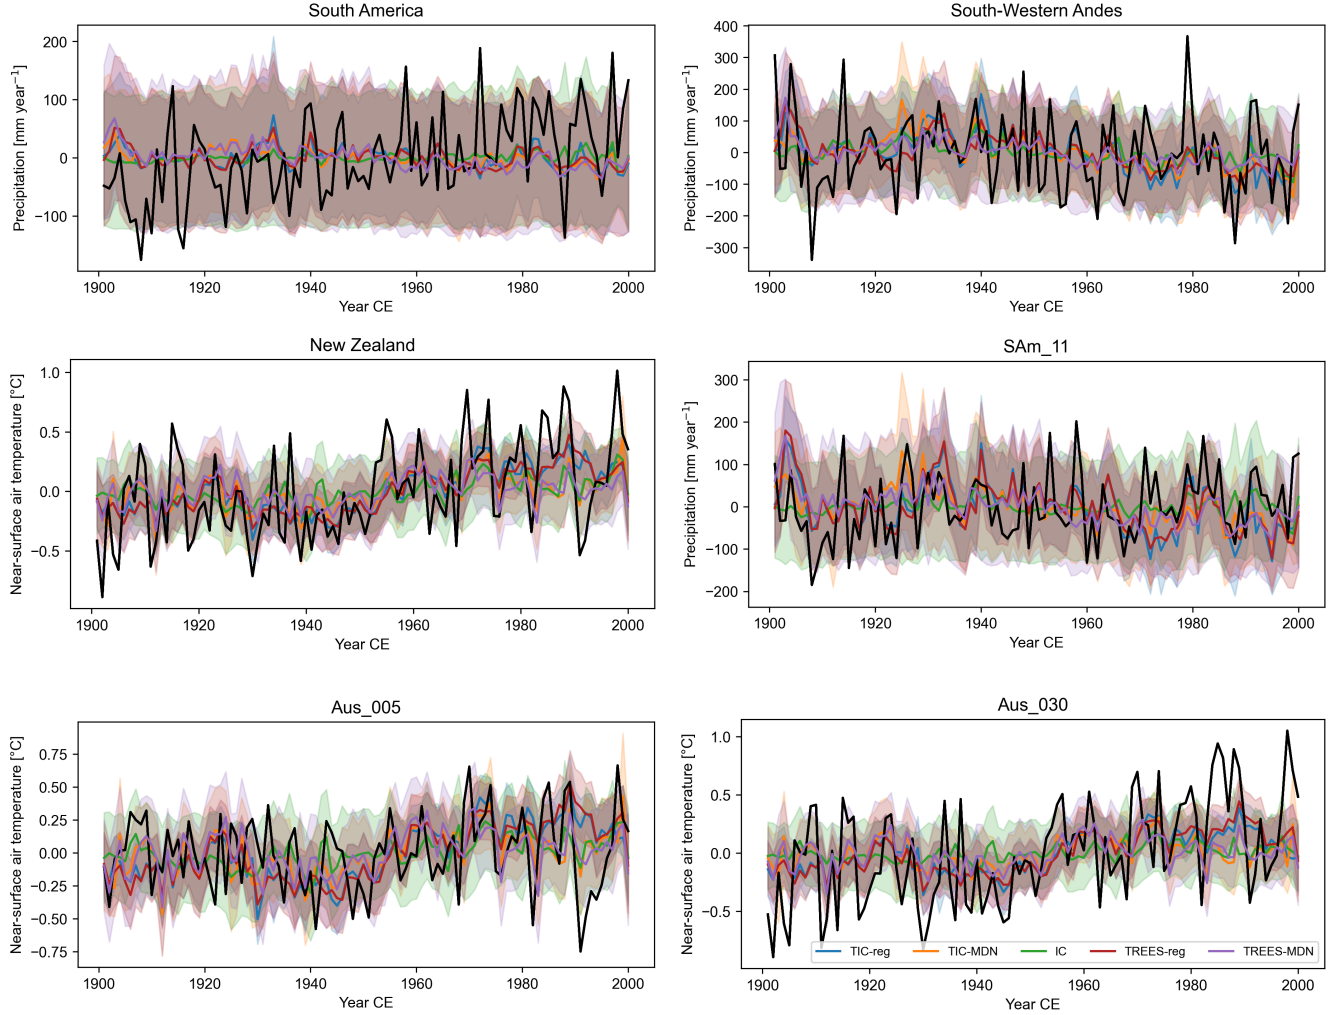 South America
South-Western Andes
Precipitation [mm year⁻¹]
200
100
0
−100
1900 1920 1940 1960 1980 2000
Year CE
Precipitation [mm year⁻¹]
400
300
200
100
0
−100
−200
−300
1900 1920 1940 1960 1980 2000
Year CE
New Zealand
SAm_11
Near-surface air temperature [°C]
1.0
0.5
0.0
−0.5
1900 1920 1940 1960 1980 2000
Year CE
Precipitation [mm year⁻¹]
300
200
100
0
−100
−200
1900 1920 1940 1960 1980 2000
Year CE
Aus_005
Aus_030
Near-surface air temperature [°C]
0.75
0.50
0.25
0.00
−0.25
−0.50
−0.75
1900 1920 1940 1960 1980 2000
Year CE
Near-surface air temperature [°C]
1.0
0.5
0.0
−0.5
TIC-reg TIC-MDN IC TREES-reg TREES-MDN
1900 1920 1940 1960 1980 2000
Year CE